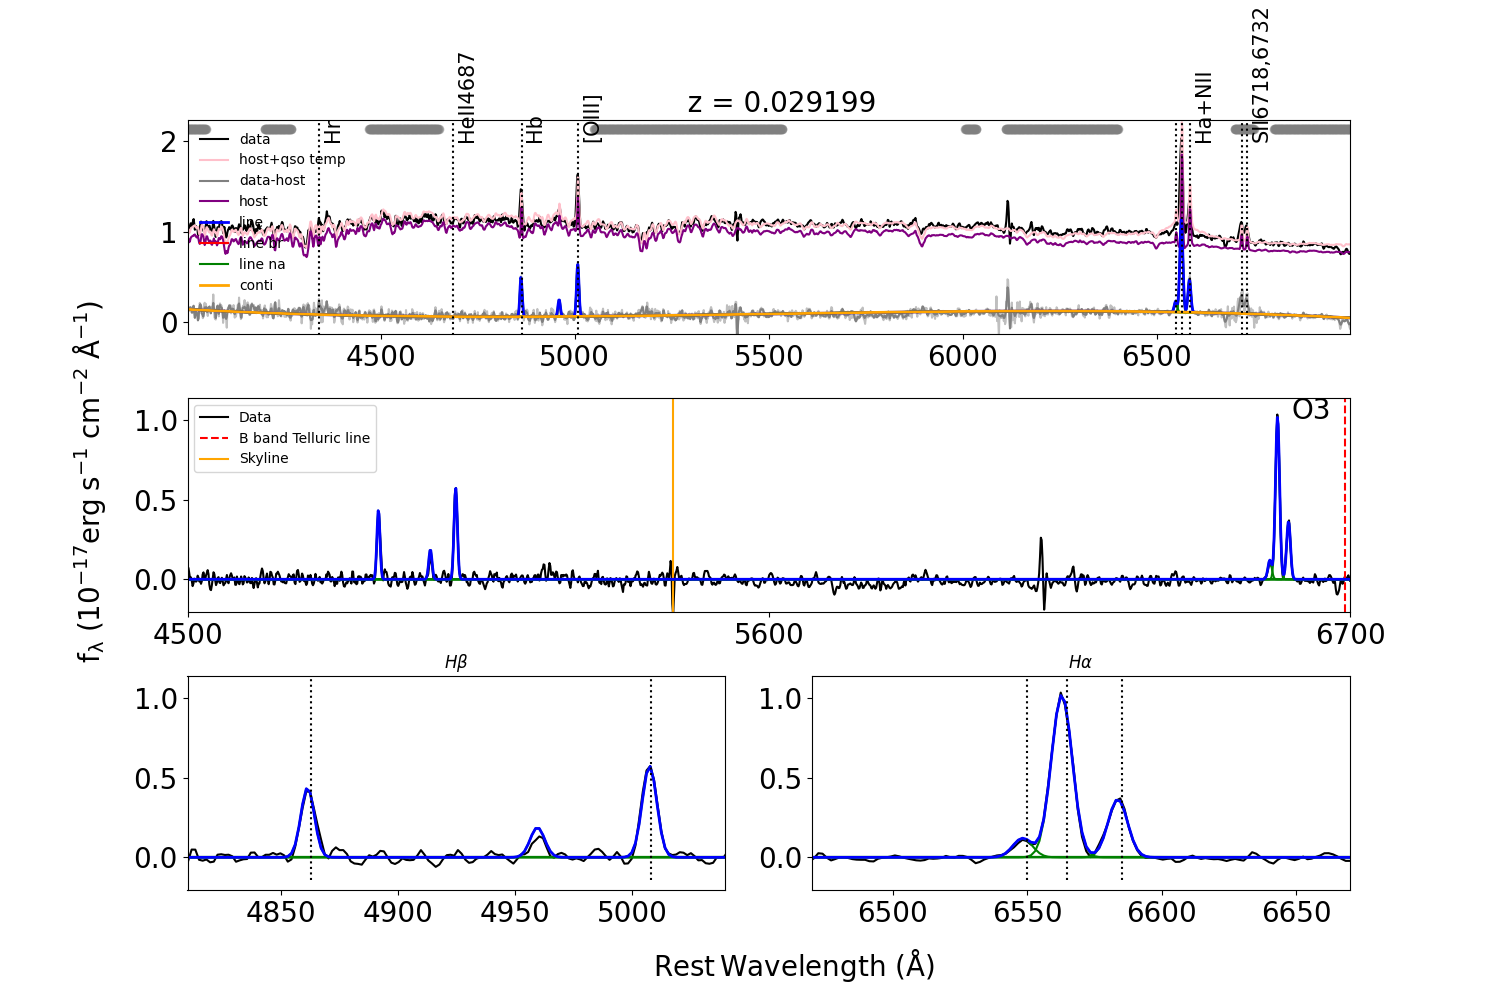 z = 0.029199
Hr
HeII4687
Hb
[OIII]
Ha+NII
SII6718,6732
data
host+qso temp
data-host
host
line
line br
line na
conti
2
1
0
4500 5000 5500 6000 6500
Data
B band Telluric line
Skyline
O3
1.0
0.5
0.0
4500 5600 6700
fλ (10⁻¹⁷erg s⁻¹ cm⁻² Å⁻¹)
Hβ
1.0
0.5
0.0
4850 4900 4950 5000
Hα
1.0
0.5
0.0
6500 6550 6600 6650
Rest Wavelength (Å)